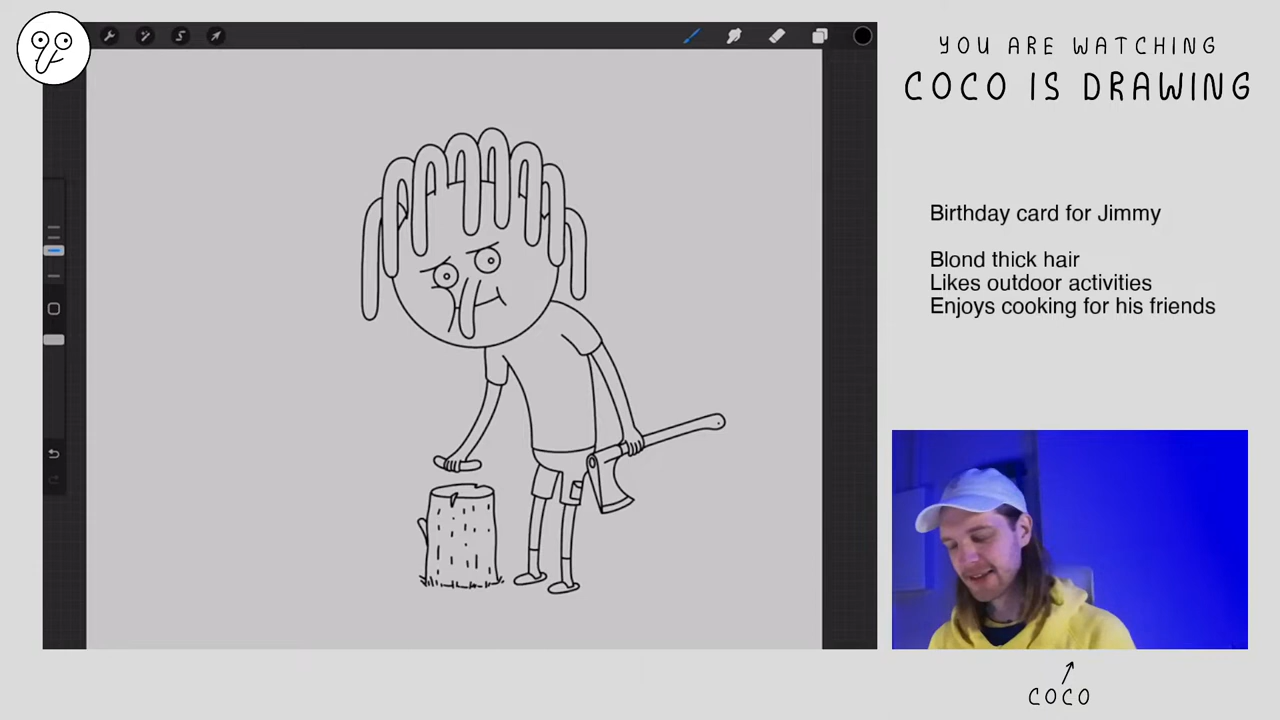 YOU ARE WATCHING
COCO IS DRAWING
Birthday card for Jimmy
Blond thick hair
Likes outdoor activities
Enjoys cooking for his friends
COCO